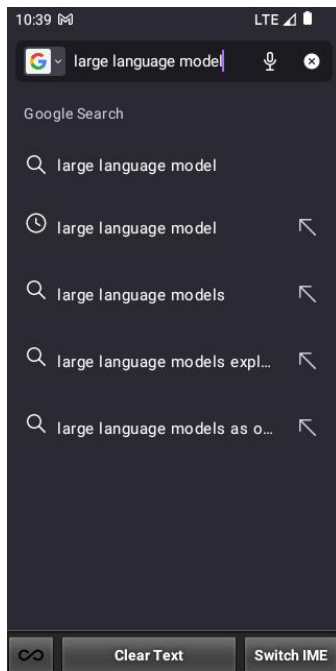 10:39 LTE
large language model
Google Search
large language model
large language model
large language models
large language models expl...
large language models as o...
Clear Text Switch IME